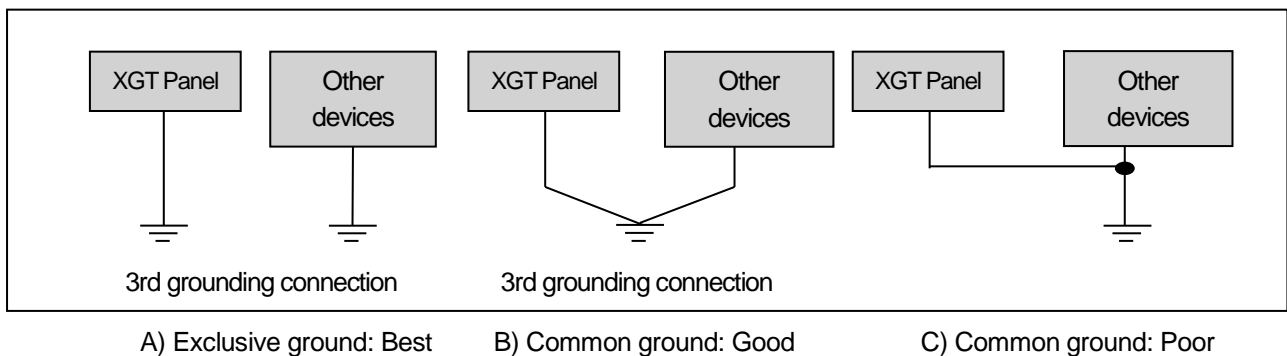 XGT Panel
Other
devices
XGT Panel
Other
devices
XGT Panel
Other
devices
3rd grounding connection
3rd grounding connection
A) Exclusive ground: Best
B) Common ground: Good
C) Common ground: Poor